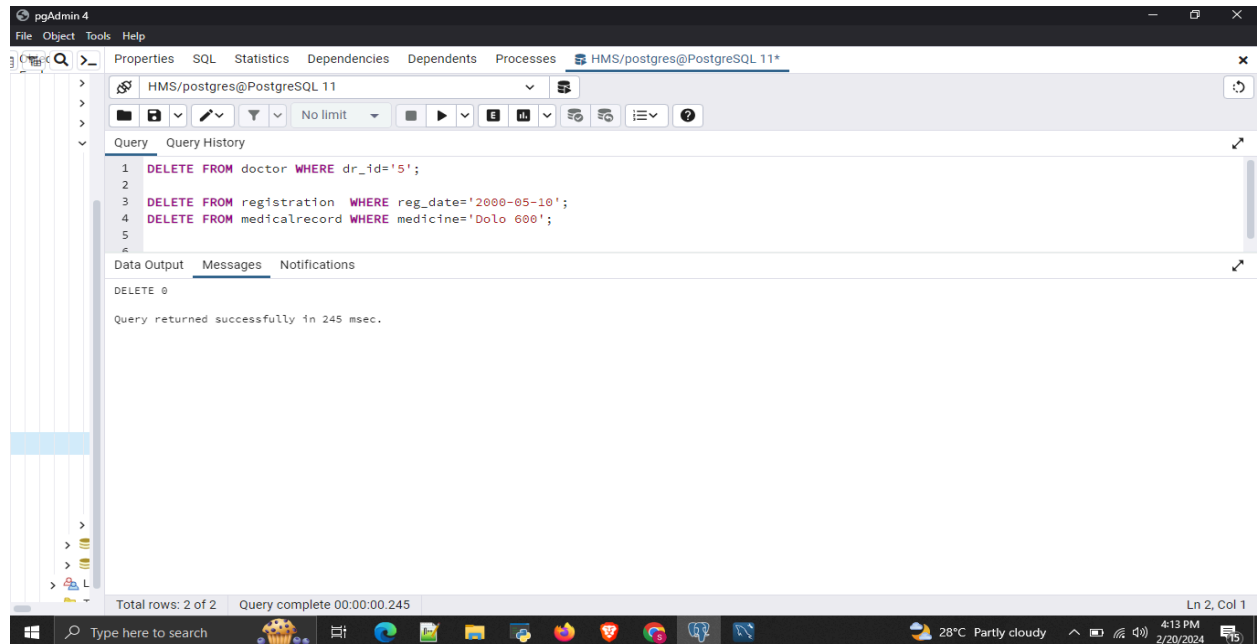 pgAdmin 4
File Object Tools Help
Properties SQL Statistics Dependencies Dependents Processes HMS/postgres@PostgreSQL 11*
HMS/postgres@PostgreSQL 11
No limit
E
Query Query History
1 DELETE FROM doctor WHERE dr_id='5';
2
3 DELETE FROM registration  WHERE reg_date='2000-05-10';
4 DELETE FROM medicalrecord WHERE medicine='Dolo 600';
5
6
Data Output Messages Notifications
DELETE 0
Query returned successfully in 245 msec.
L
Total rows: 2 of 2 Query complete 00:00:00.245 Ln 2, Col 1
Type here to search 28°C Partly cloudy 4:13 PM
2/20/2024 15